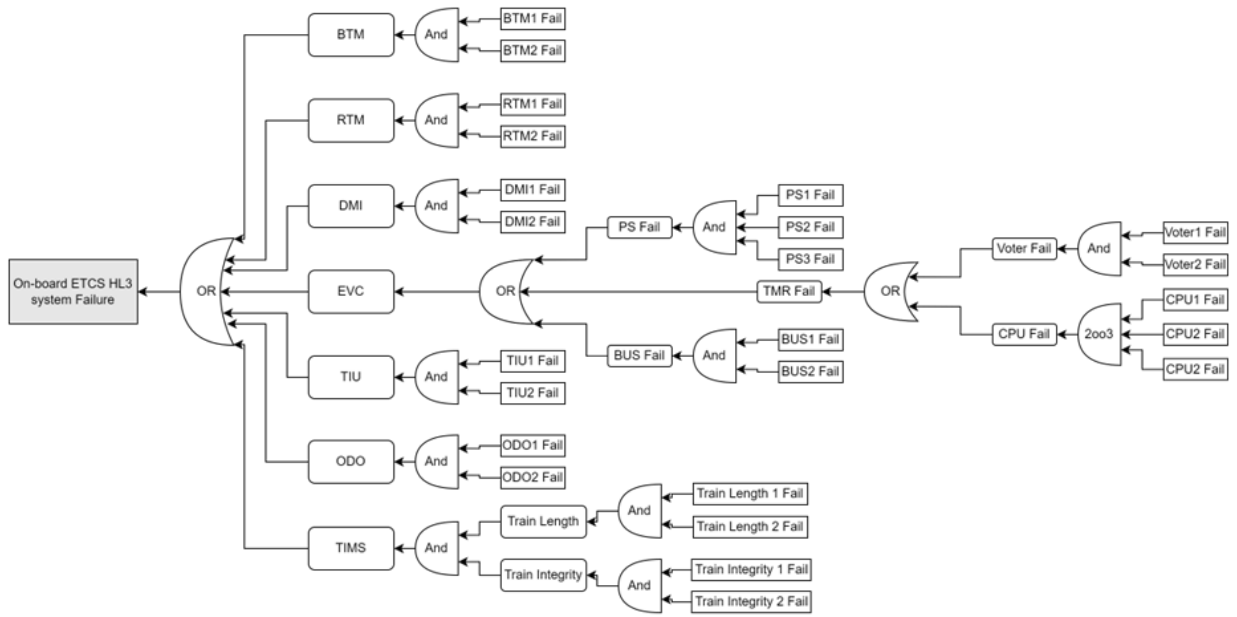 BTM
And
BTM1 Fail
BTM2 Fail
RTM
And
RTM1 Fail
RTM2 Fail
DMI
And
DMI1 Fail
DMI2 Fail
On-board ETCS HL3
system Failure
OR
EVC
OR
PS Fail
And
PS1 Fail
PS2 Fail
PS3 Fail
TMR Fail
OR
Voter Fail
And
Voter1 Fail
Voter2 Fail
CPU Fail
2oo3
CPU1 Fail
CPU2 Fail
CPU2 Fail
BUS Fail
And
BUS1 Fail
BUS2 Fail
TIU
And
TIU1 Fail
TIU2 Fail
ODO
And
ODO1 Fail
ODO2 Fail
TIMS
And
Train Length
And
Train Length 1 Fail
Train Length 2 Fail
Train Integrity
And
Train Integrity 1 Fail
Train Integrity 2 Fail